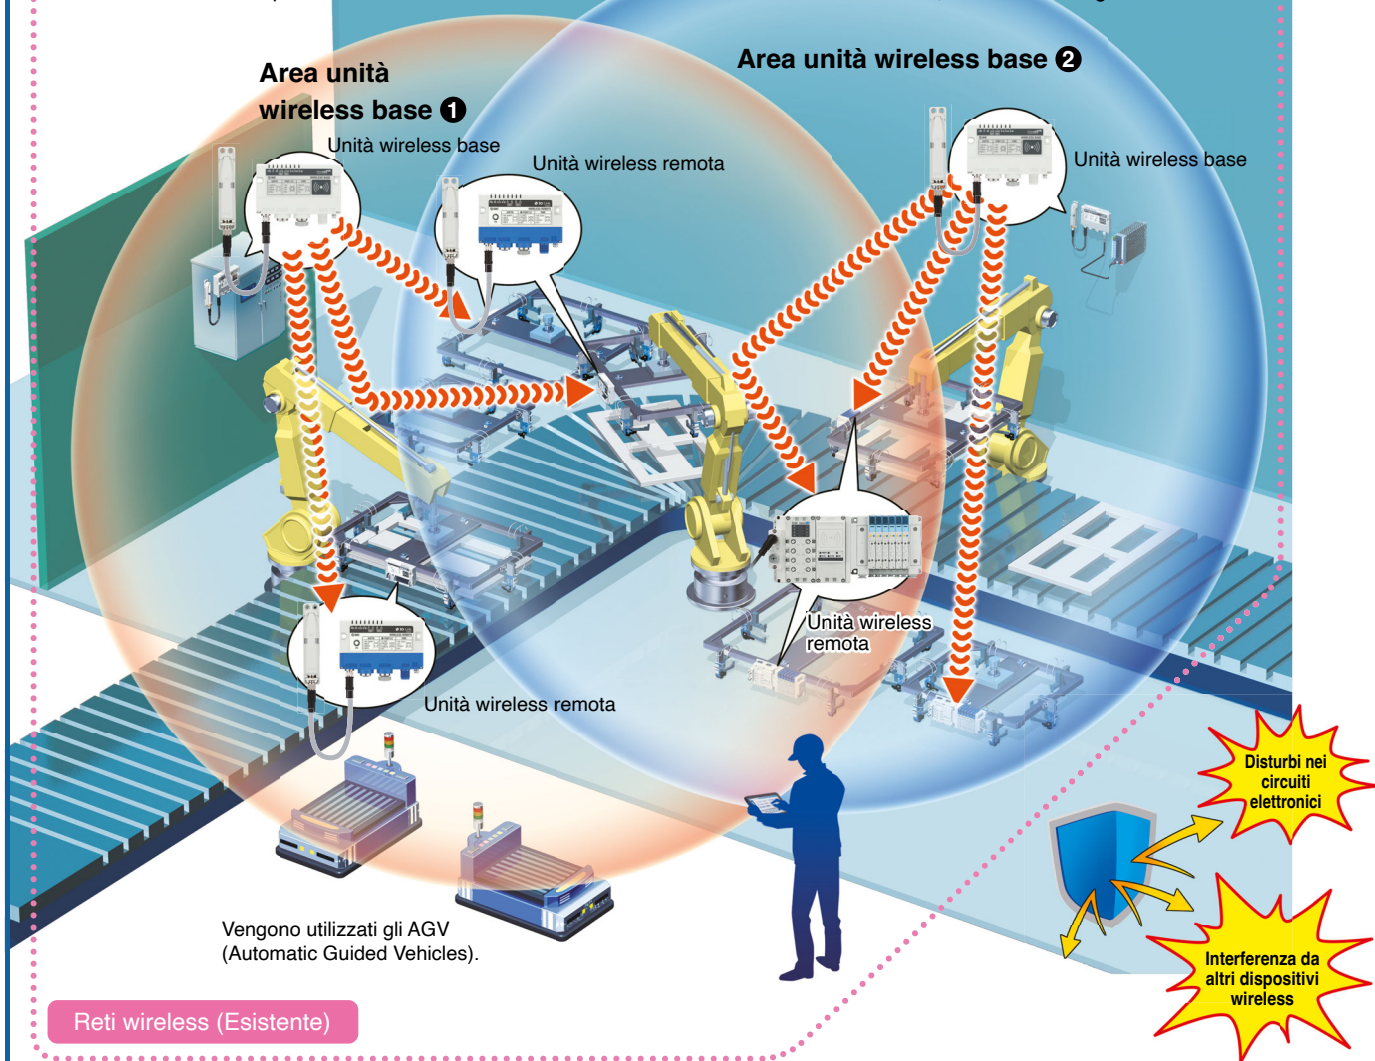 Area unità
wireless base 1
Area unità wireless base 2
Unità wireless base
Unità wireless remota
Unità wireless base
Unità wireless
remota
Unità wireless remota
Disturbi nei
circuiti
elettronici
Interferenza da
altri dispositivi
wireless
Vengono utilizzati gli AGV
(Automatic Guided Vehicles).
Reti wireless (Esistente)